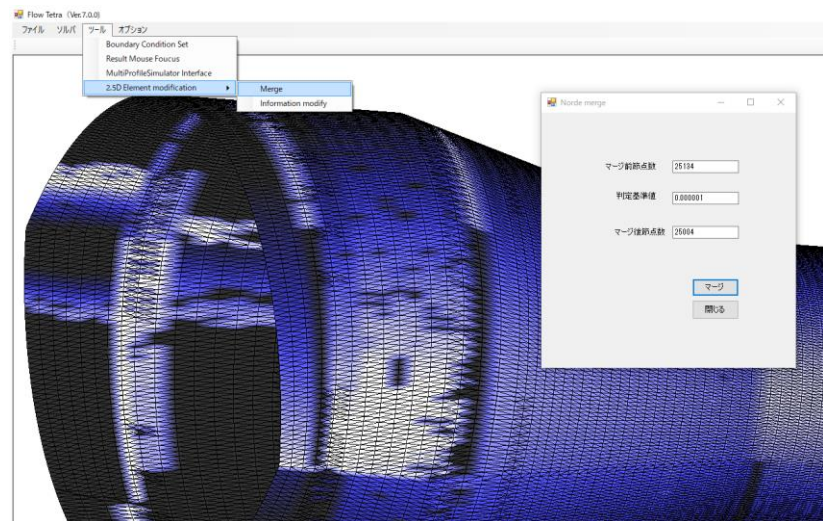 Flow Tetra (Ver.7.0.0)
ファイル ソルバ ツール オプション
Boundary Condition Set
Result Mouse Foucus
MultiProfileSimulator Interface
2.5D Element modification
Merge
Information modify
Norde merge
マージ前節点数 25134
判定基準値 0.000001
マージ後節点数 25004
マージ
閉じる